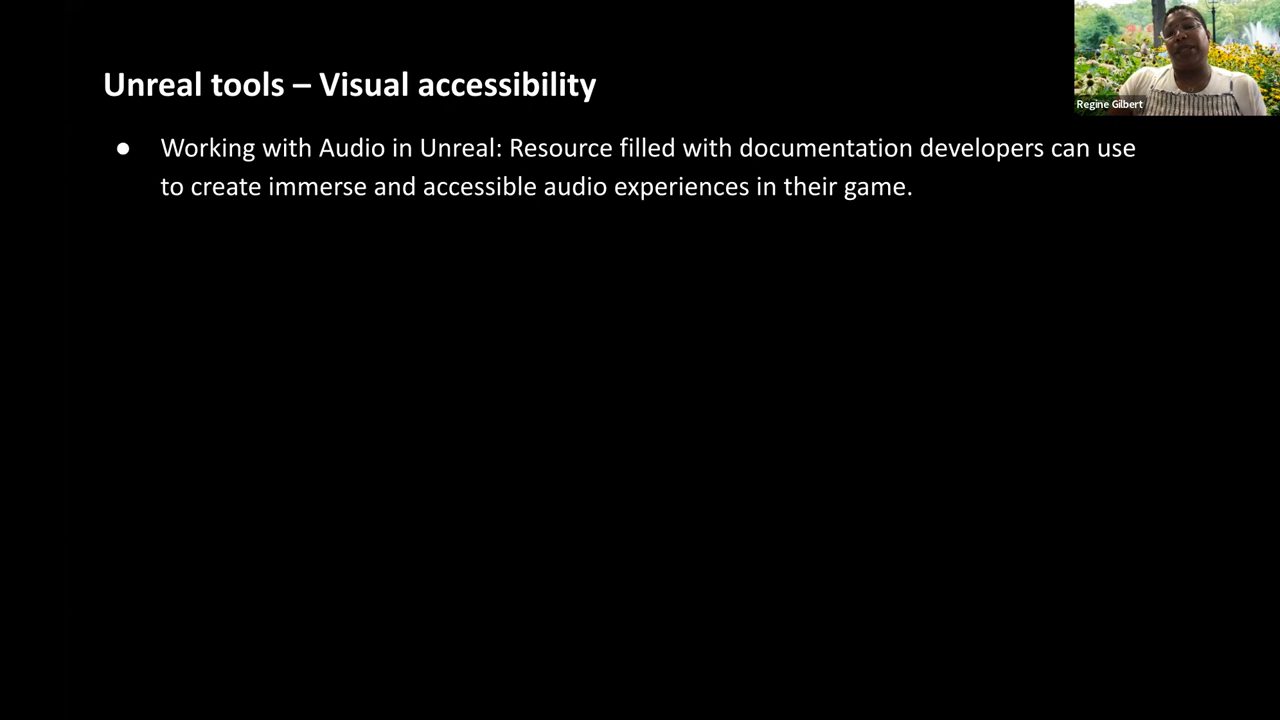 Unreal tools – Visual accessibility
● Working with Audio in Unreal: Resource filled with documentation developers can use
to create immerse and accessible audio experiences in their game.
Regine Gilbert